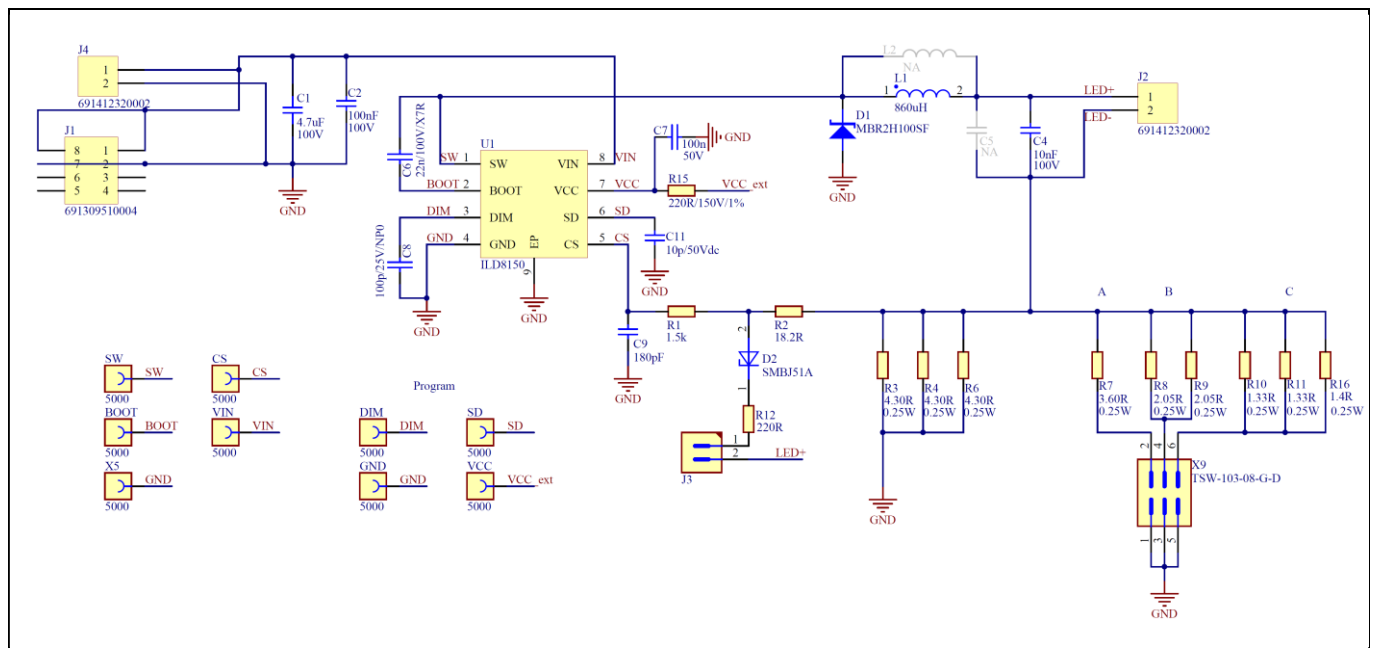 J4
1
2
691412320002
J1
8 1
7 2
6 3
5 4
691309510004
C1
4.7uF
100V
C2
100nF
100V
GND
C6
22n/100V/X7R
SW
BOOT
DIM
GND
C8
100p/25V/NP0
GND
U1
1 SW VIN 8
2 BOOT VCC 7
3 DIM SD 6
4 GND EP CS 5
9
ILD8150
GND
VIN
VCC
SD
CS
C7
100n
50V
GND
R15
220R/150V/1%
VCC_ext
C11
10p/50Vdc
GND
L2
NA
L1
1 2
860uH
D1
MBR2H100SF
GND
C5
NA
C4
10nF
100V
LED+
LED-
J2
1
2
691412320002
C9
180pF
GND
R1
1.5k
R2
18.2R
2
D2
SMBJ51A
1
R12
220R
1
2
LED+
J3
R3
4.30R
0.25W
R4
4.30R
0.25W
R6
4.30R
0.25W
GND
A B C
R7
3.60R
0.25W
R8
2.05R
0.25W
R9
2.05R
0.25W
R10
1.33R
0.25W
R11
1.33R
0.25W
R16
1.4R
0.25W
2 4 6
X9
TSW-103-08-G-D
1 3 5
GND
SW
SW
5000
CS
CS
5000
BOOT
BOOT
5000
VIN
VIN
5000
X5
GND
5000
Program
DIM
DIM
5000
SD
SD
5000
GND
GND
5000
VCC
VCC_ext
5000